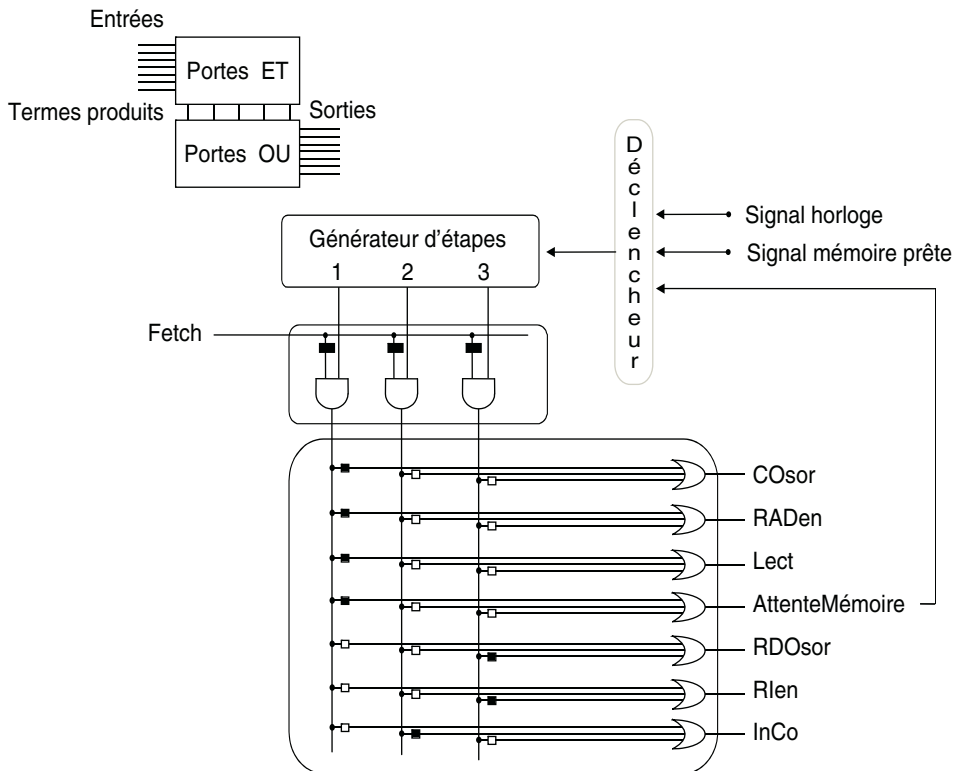 Entrées
Portes ET
Termes produits
Sorties
Portes OU
Déclencheur
Signal horloge
Générateur d'étapes
Signal mémoire prête
1 2 3
Fetch
COsor
RADen
Lect
AttenteMémoire
RDOsor
RIen
InCo